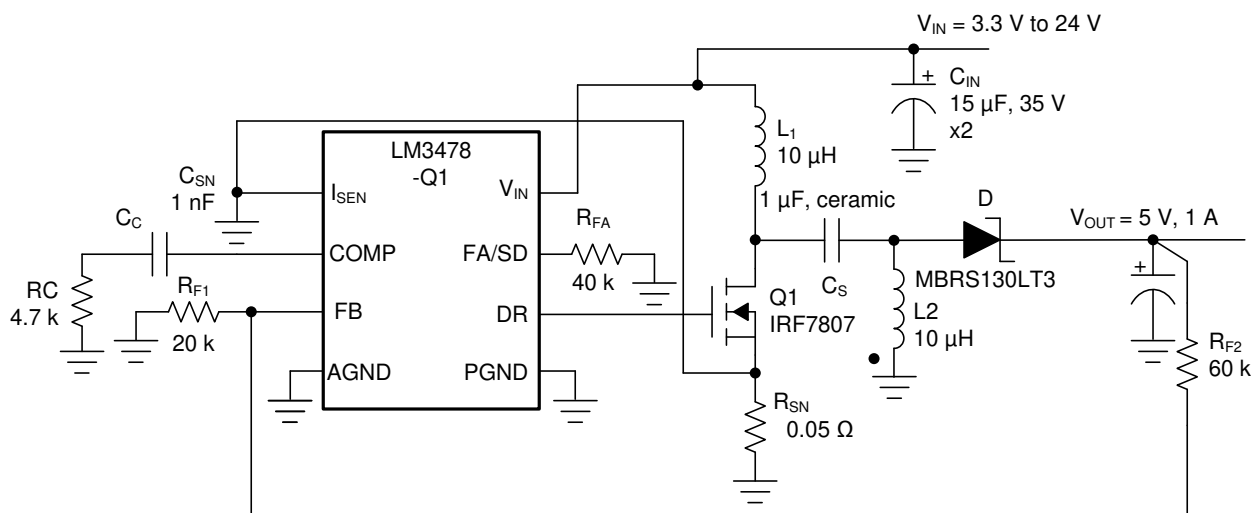 V_IN = 3.3 V to 24 V
C_IN
15 µF, 35 V
x2
LM3478
-Q1
L_1
10 µH
C_SN
1 nF
I_SEN
V_IN
1 µF, ceramic
D
C_C
R_FA
V_OUT = 5 V, 1 A
COMP
FA/SD
40 k
C_S
MBRS130LT3
RC
4.7 k
R_F1
20 k
FB
DR
Q1
IRF7807
L2
10 µH
R_F2
60 k
AGND
PGND
R_SN
0.05 Ω